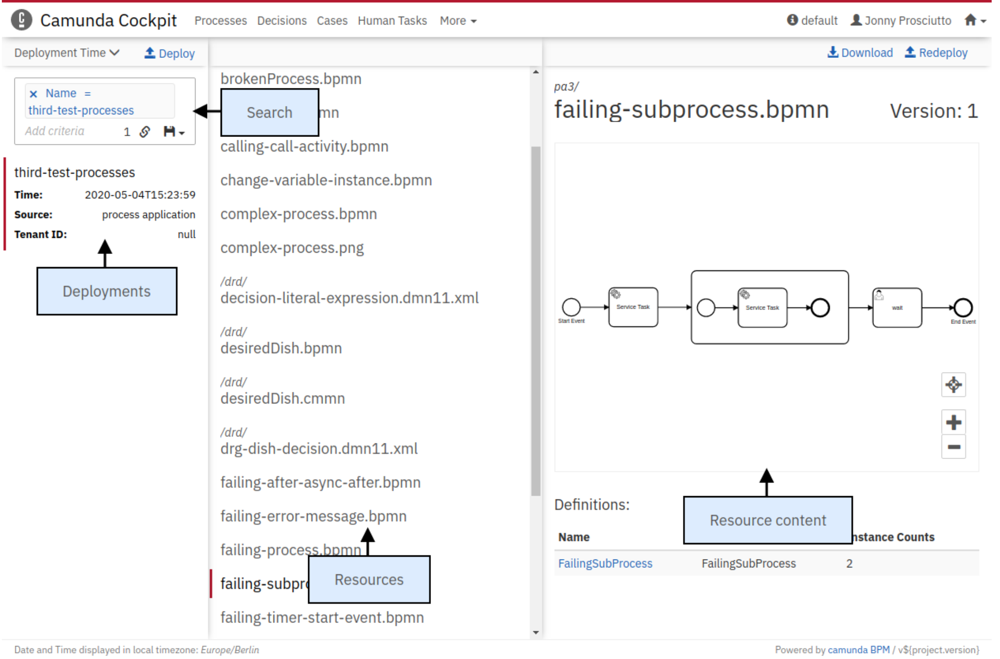 Camunda Cockpit Processes Decisions Cases Human Tasks More default Jonny Prosciutto
Deployment Time Deploy
Download Redeploy
Name =
third-test-processes
Add criteria 1
third-test-processes
Time: 2020-05-04T15:23:59
Source: process application
Tenant ID: null
Deployments
Search
brokenProcess.bpmn
mn
calling-call-activity.bpmn
change-variable-instance.bpmn
complex-process.bpmn
complex-process.png
/drd/
decision-literal-expression.dmn11.xml
/drd/
desiredDish.bpmn
/drd/
desiredDish.cmmn
/drd/
drg-dish-decision.dmn11.xml
failing-after-async-after.bpmn
failing-error-message.bpmn
failing-process.bpmn
failing-subpro
Resources
failing-timer-start-event.bpmn
pa3/
failing-subprocess.bpmn Version: 1
Start Event
Service Task
Service Task
wait
End Event
Resource content
Definitions:
Name nstance Counts
FailingSubProcess FailingSubProcess 2
Date and Time displayed in local timezone: Europe/Berlin
Powered by camunda BPM / v${project.version}